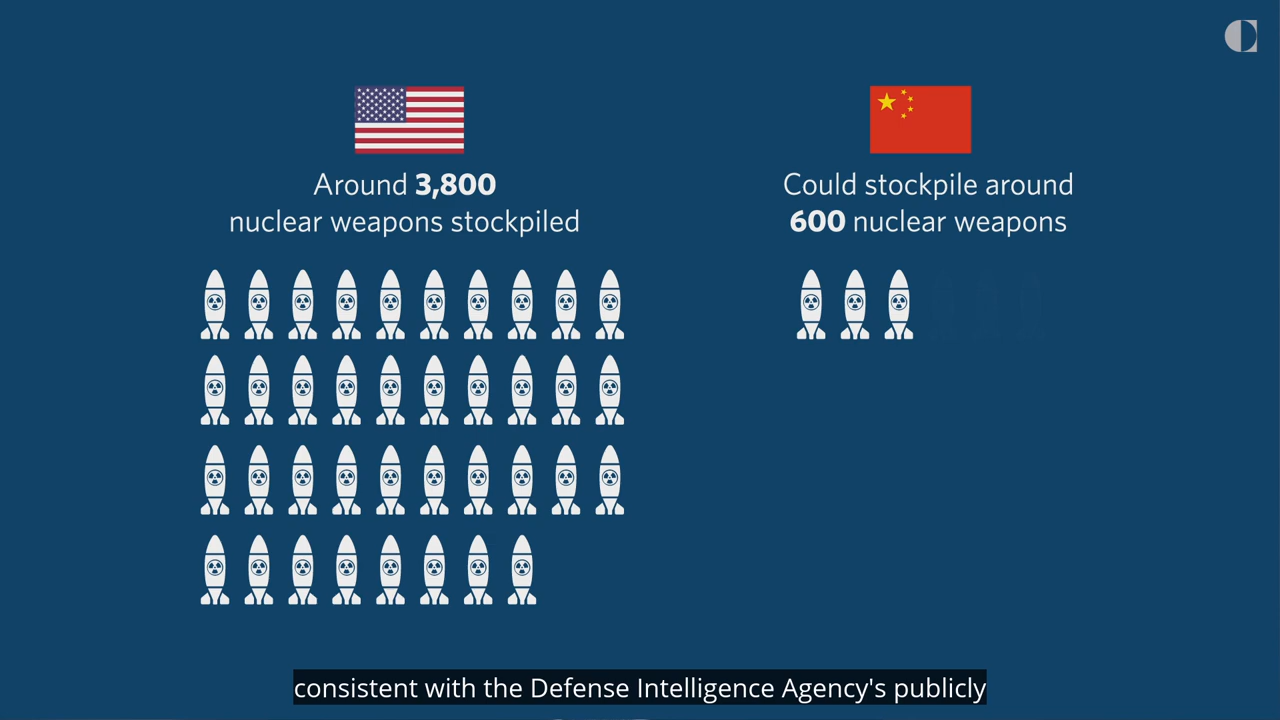 Around 3,800
nuclear weapons stockpiled
Could stockpile around
600 nuclear weapons
consistent with the Defense Intelligence Agency's publicly